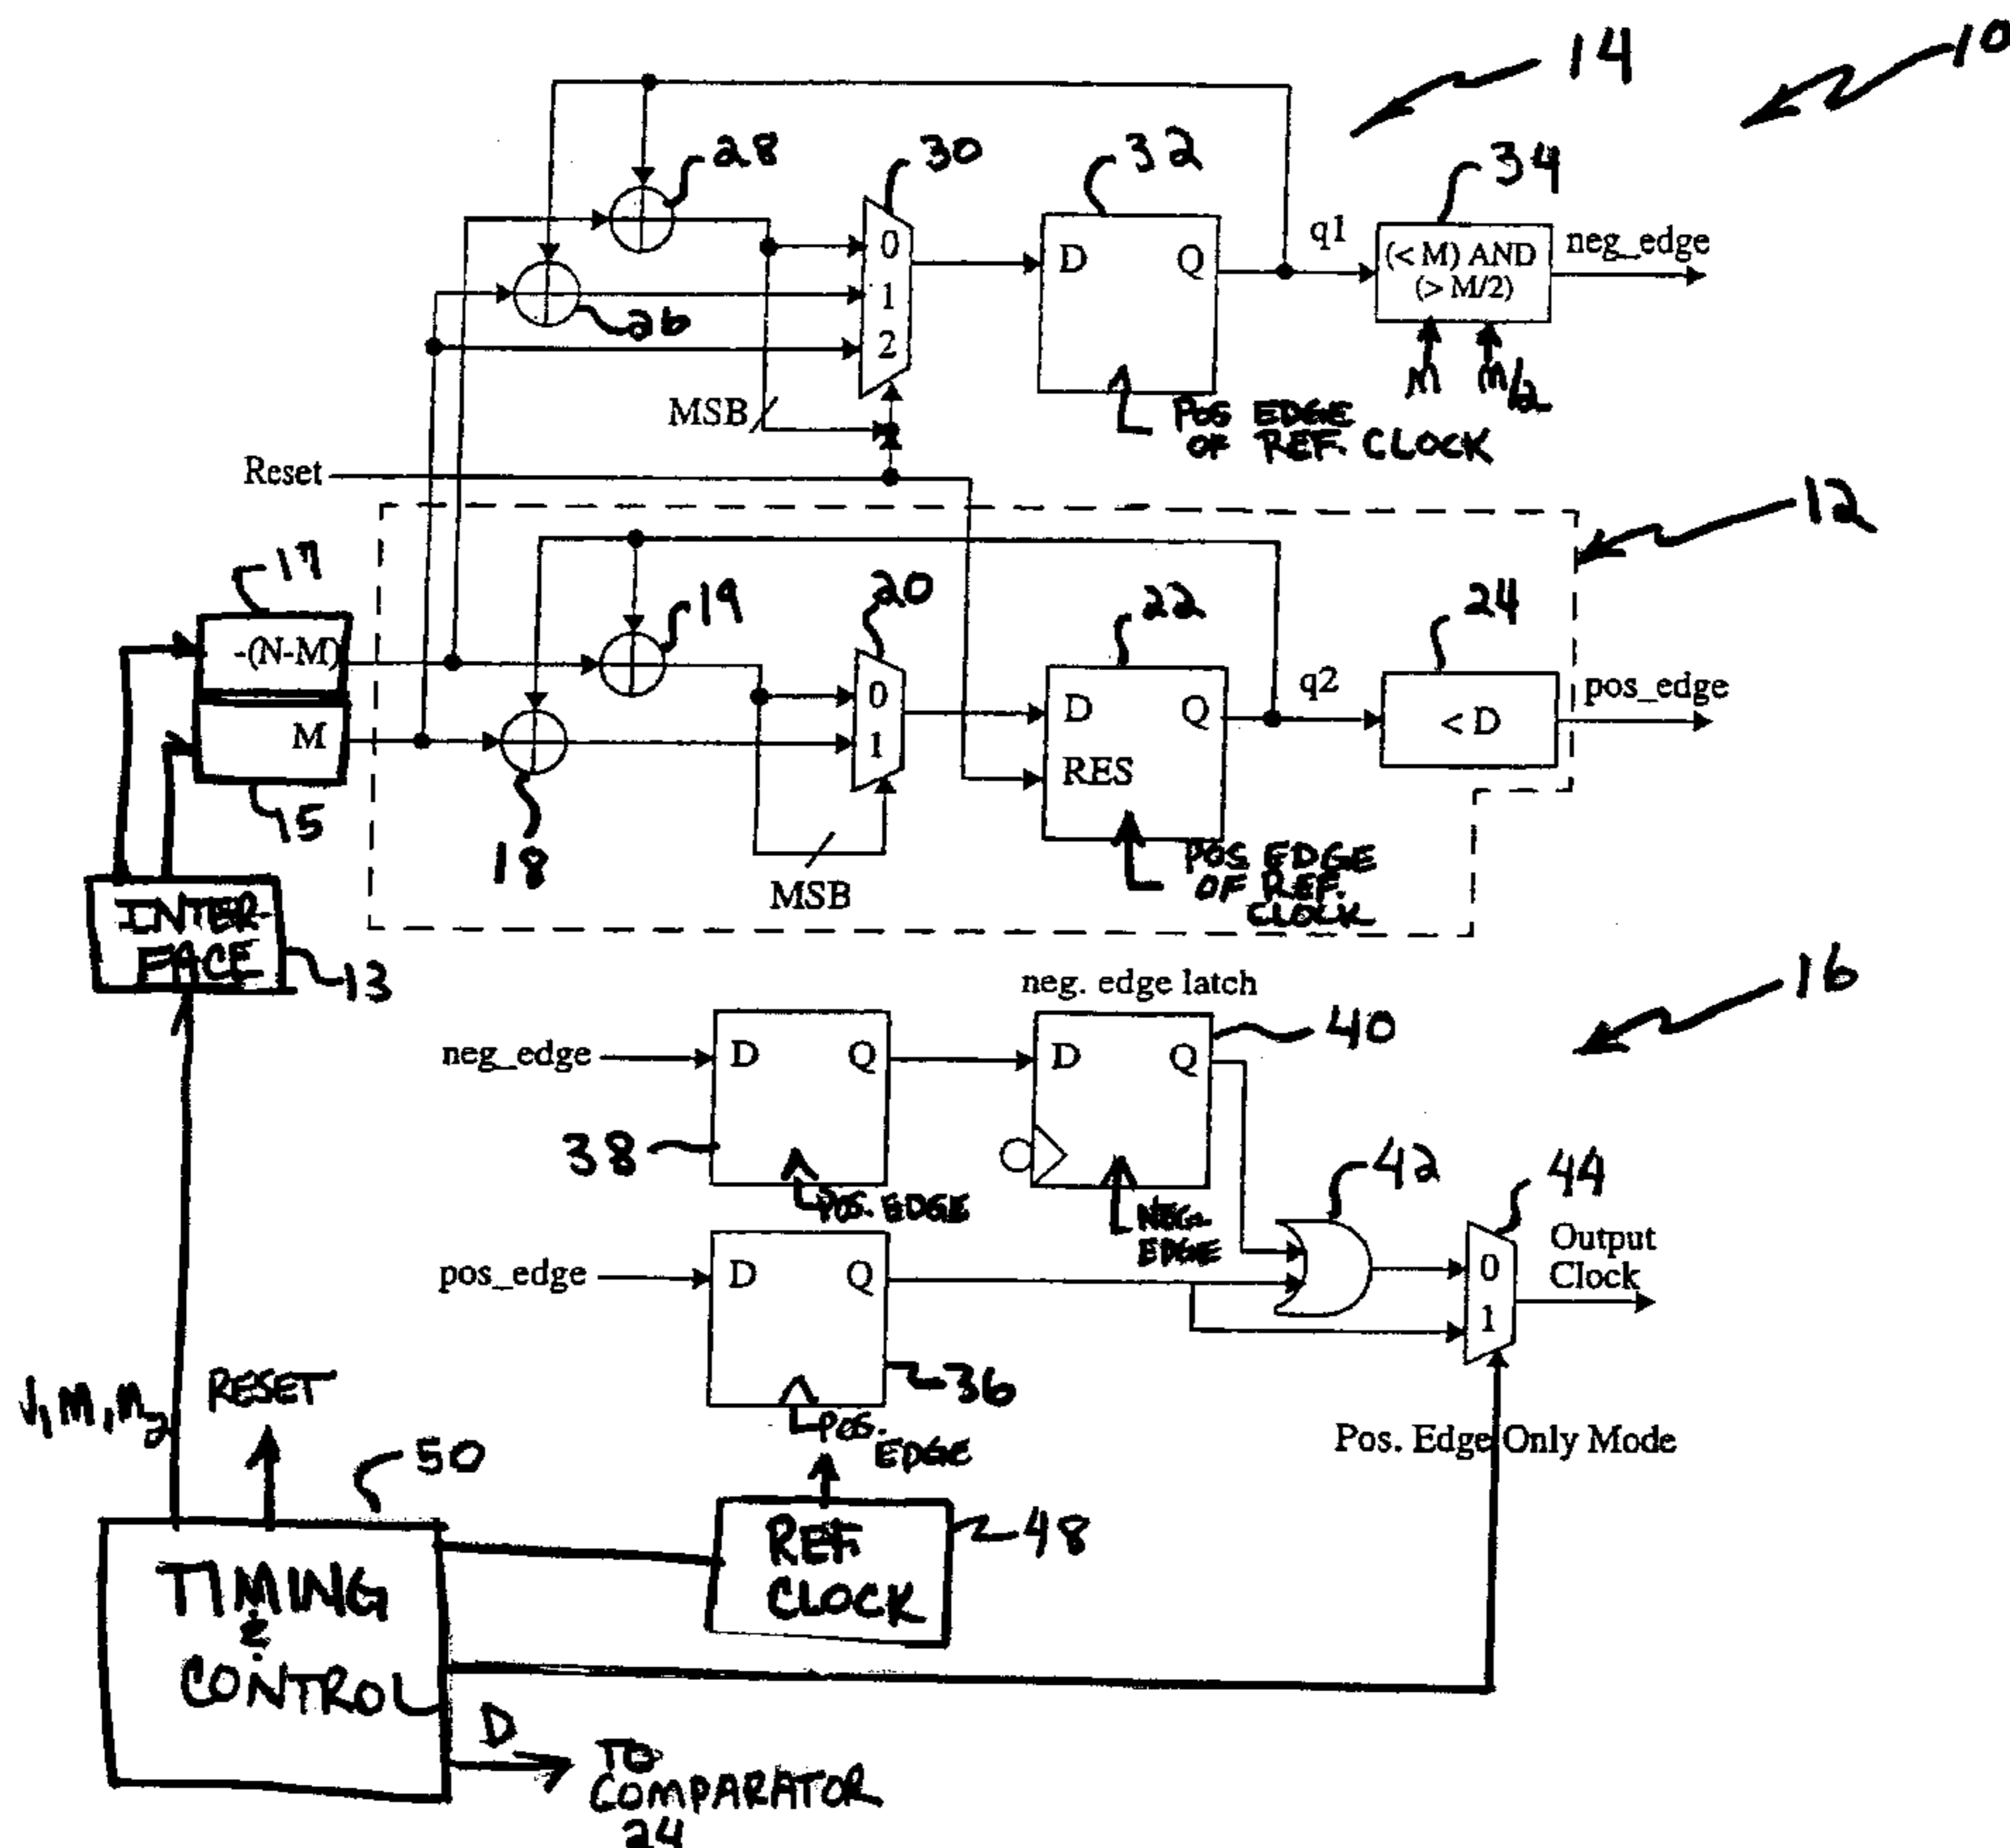 10
14
28
30
32
34
0
1
2
D
Q
q1
(< M) AND
(> M/2)
neg_edge
26
M
M/2
MSB
POS EDGE
OF REF. CLOCK
Reset
12
17
19
20
22
24
-(N-M)
M
0
1
D
Q
RES
q2
< D
pos_edge
15
18
MSB
POS EDGE
OF REF.
CLOCK
INTER-
FACE
13
neg. edge latch
16
neg_edge
D
Q
D
Q
40
38
POS. EDGE
NEG.
EDGE
42
44
pos_edge
D
Q
0
1
Output
Clock
36
POS.
EDGE
RESET
Pos. Edge Only Mode
50
REF.
CLOCK
48
TIMING
&
CONTROL
D
TO
COMPARATOR
24